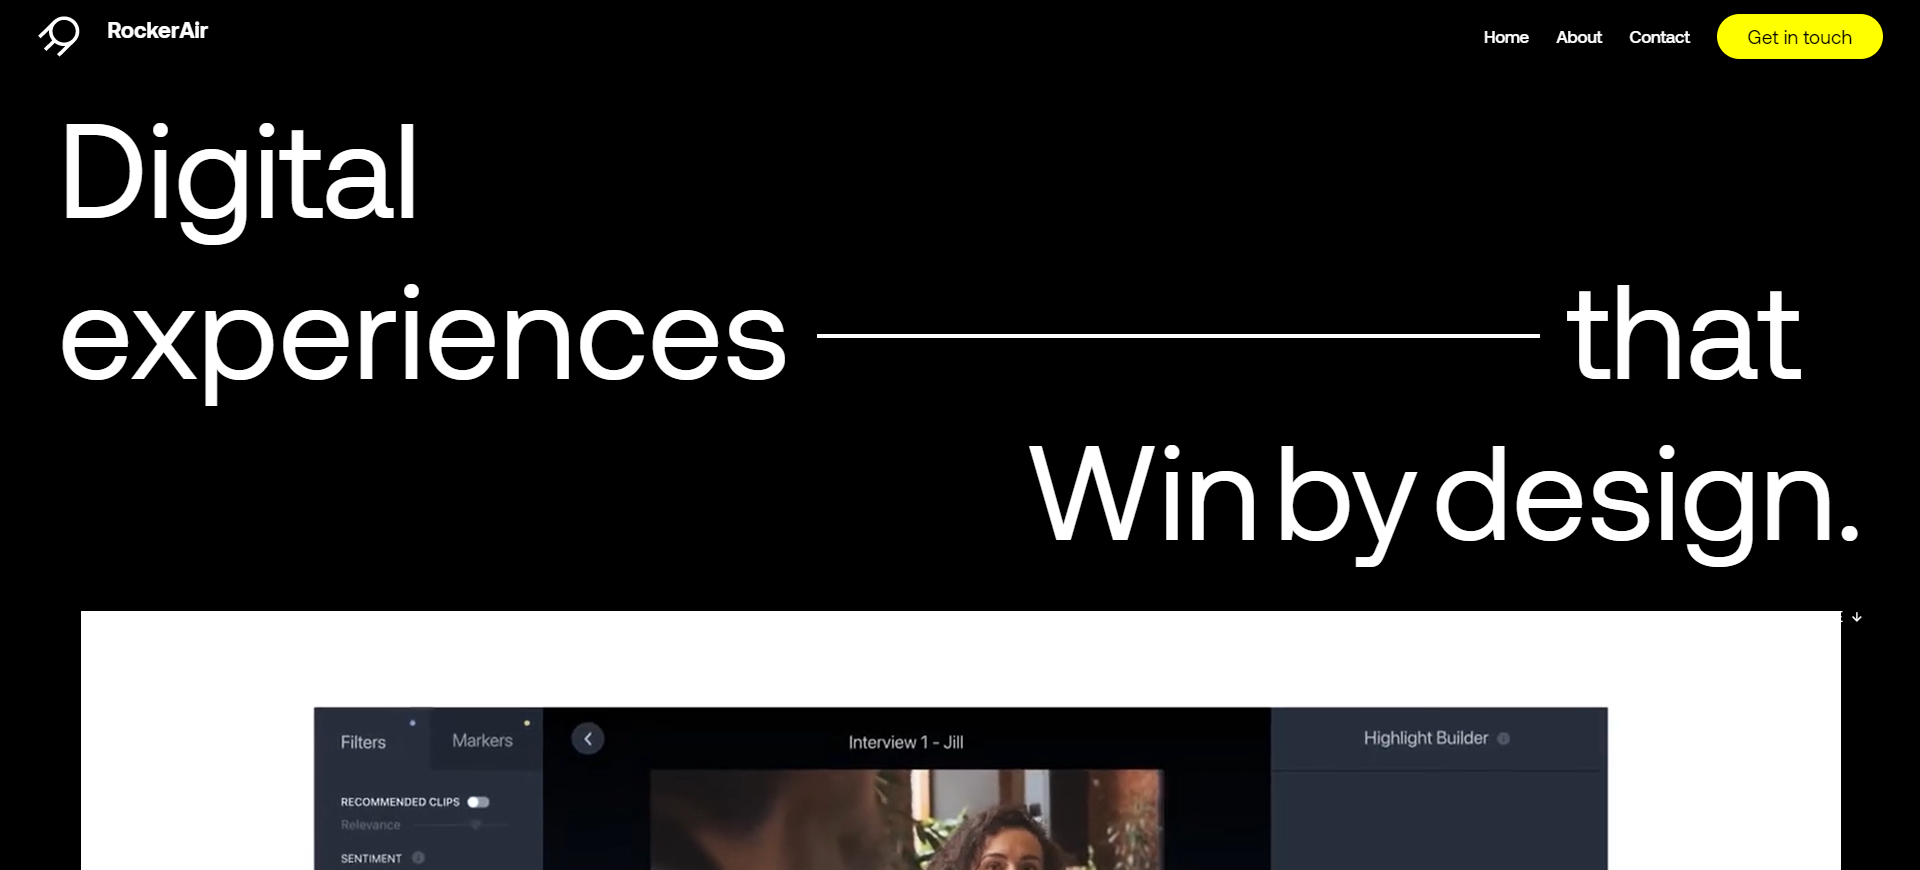 RockerAir
Home About Contact Get in touch
Digital
experiences that
Win by design.
Filters Markers Interview 1 - Jill Highlight Builder
RECOMMENDED CLIPS
Relevance
SENTIMENT